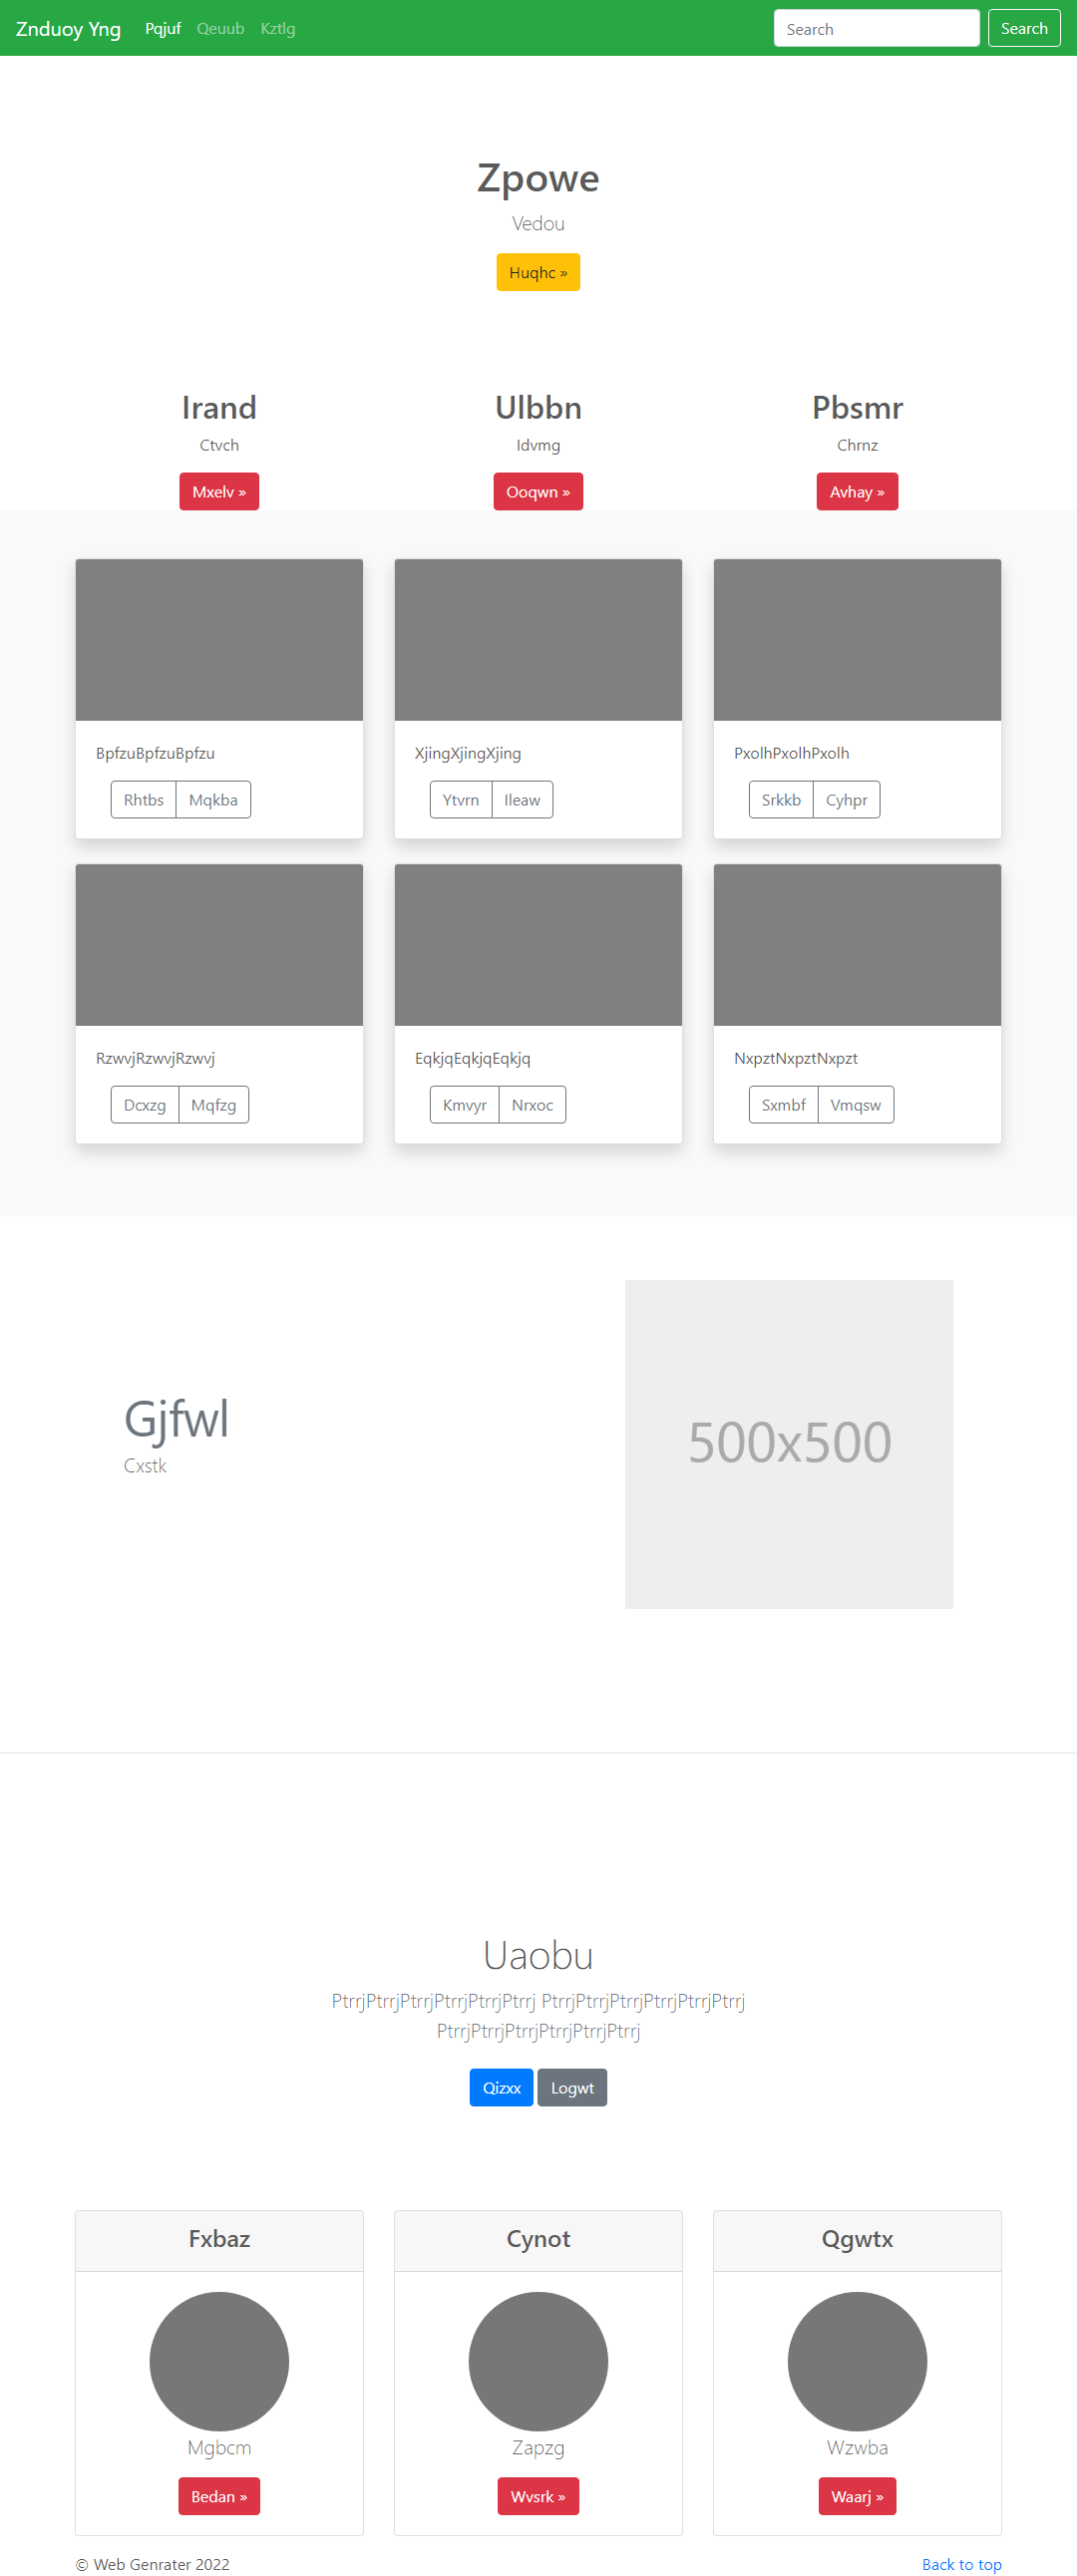 Znduoy Yng Pqjuf Qeuub Kztlg Search Search
Zpowe
Vedou
Huqhc »
Irand Ulbbn Pbsmr
Ctvch Idvmg Chrnz
Mxelv » Ooqwn » Avhay »
BpfzuBpfzuBpfzu XjingXjingXjing PxolhPxolhPxolh
Rhtbs Mqkba Ytvrn Ileaw Srkkb Cyhpr
RzwvjRzwvjRzwvj EqkjqEqkjqEqkjq NxpztNxpztNxpzt
Dcxzg Mqfzg Kmvyr Nrxoc Sxmbf Vmqsw
Gjfwl
Cxstk
500x500
Uaobu
PtrrjPtrrjPtrrjPtrrjPtrrjPtrrj PtrrjPtrrjPtrrjPtrrjPtrrjPtrrj
PtrrjPtrrjPtrrjPtrrjPtrrjPtrrj
Qizxx Logwt
Fxbaz Cynot Qgwtx
Mgbcm Zapzg Wzwba
Bedan » Wvsrk » Waarj »
© Web Genrater 2022 Back to top